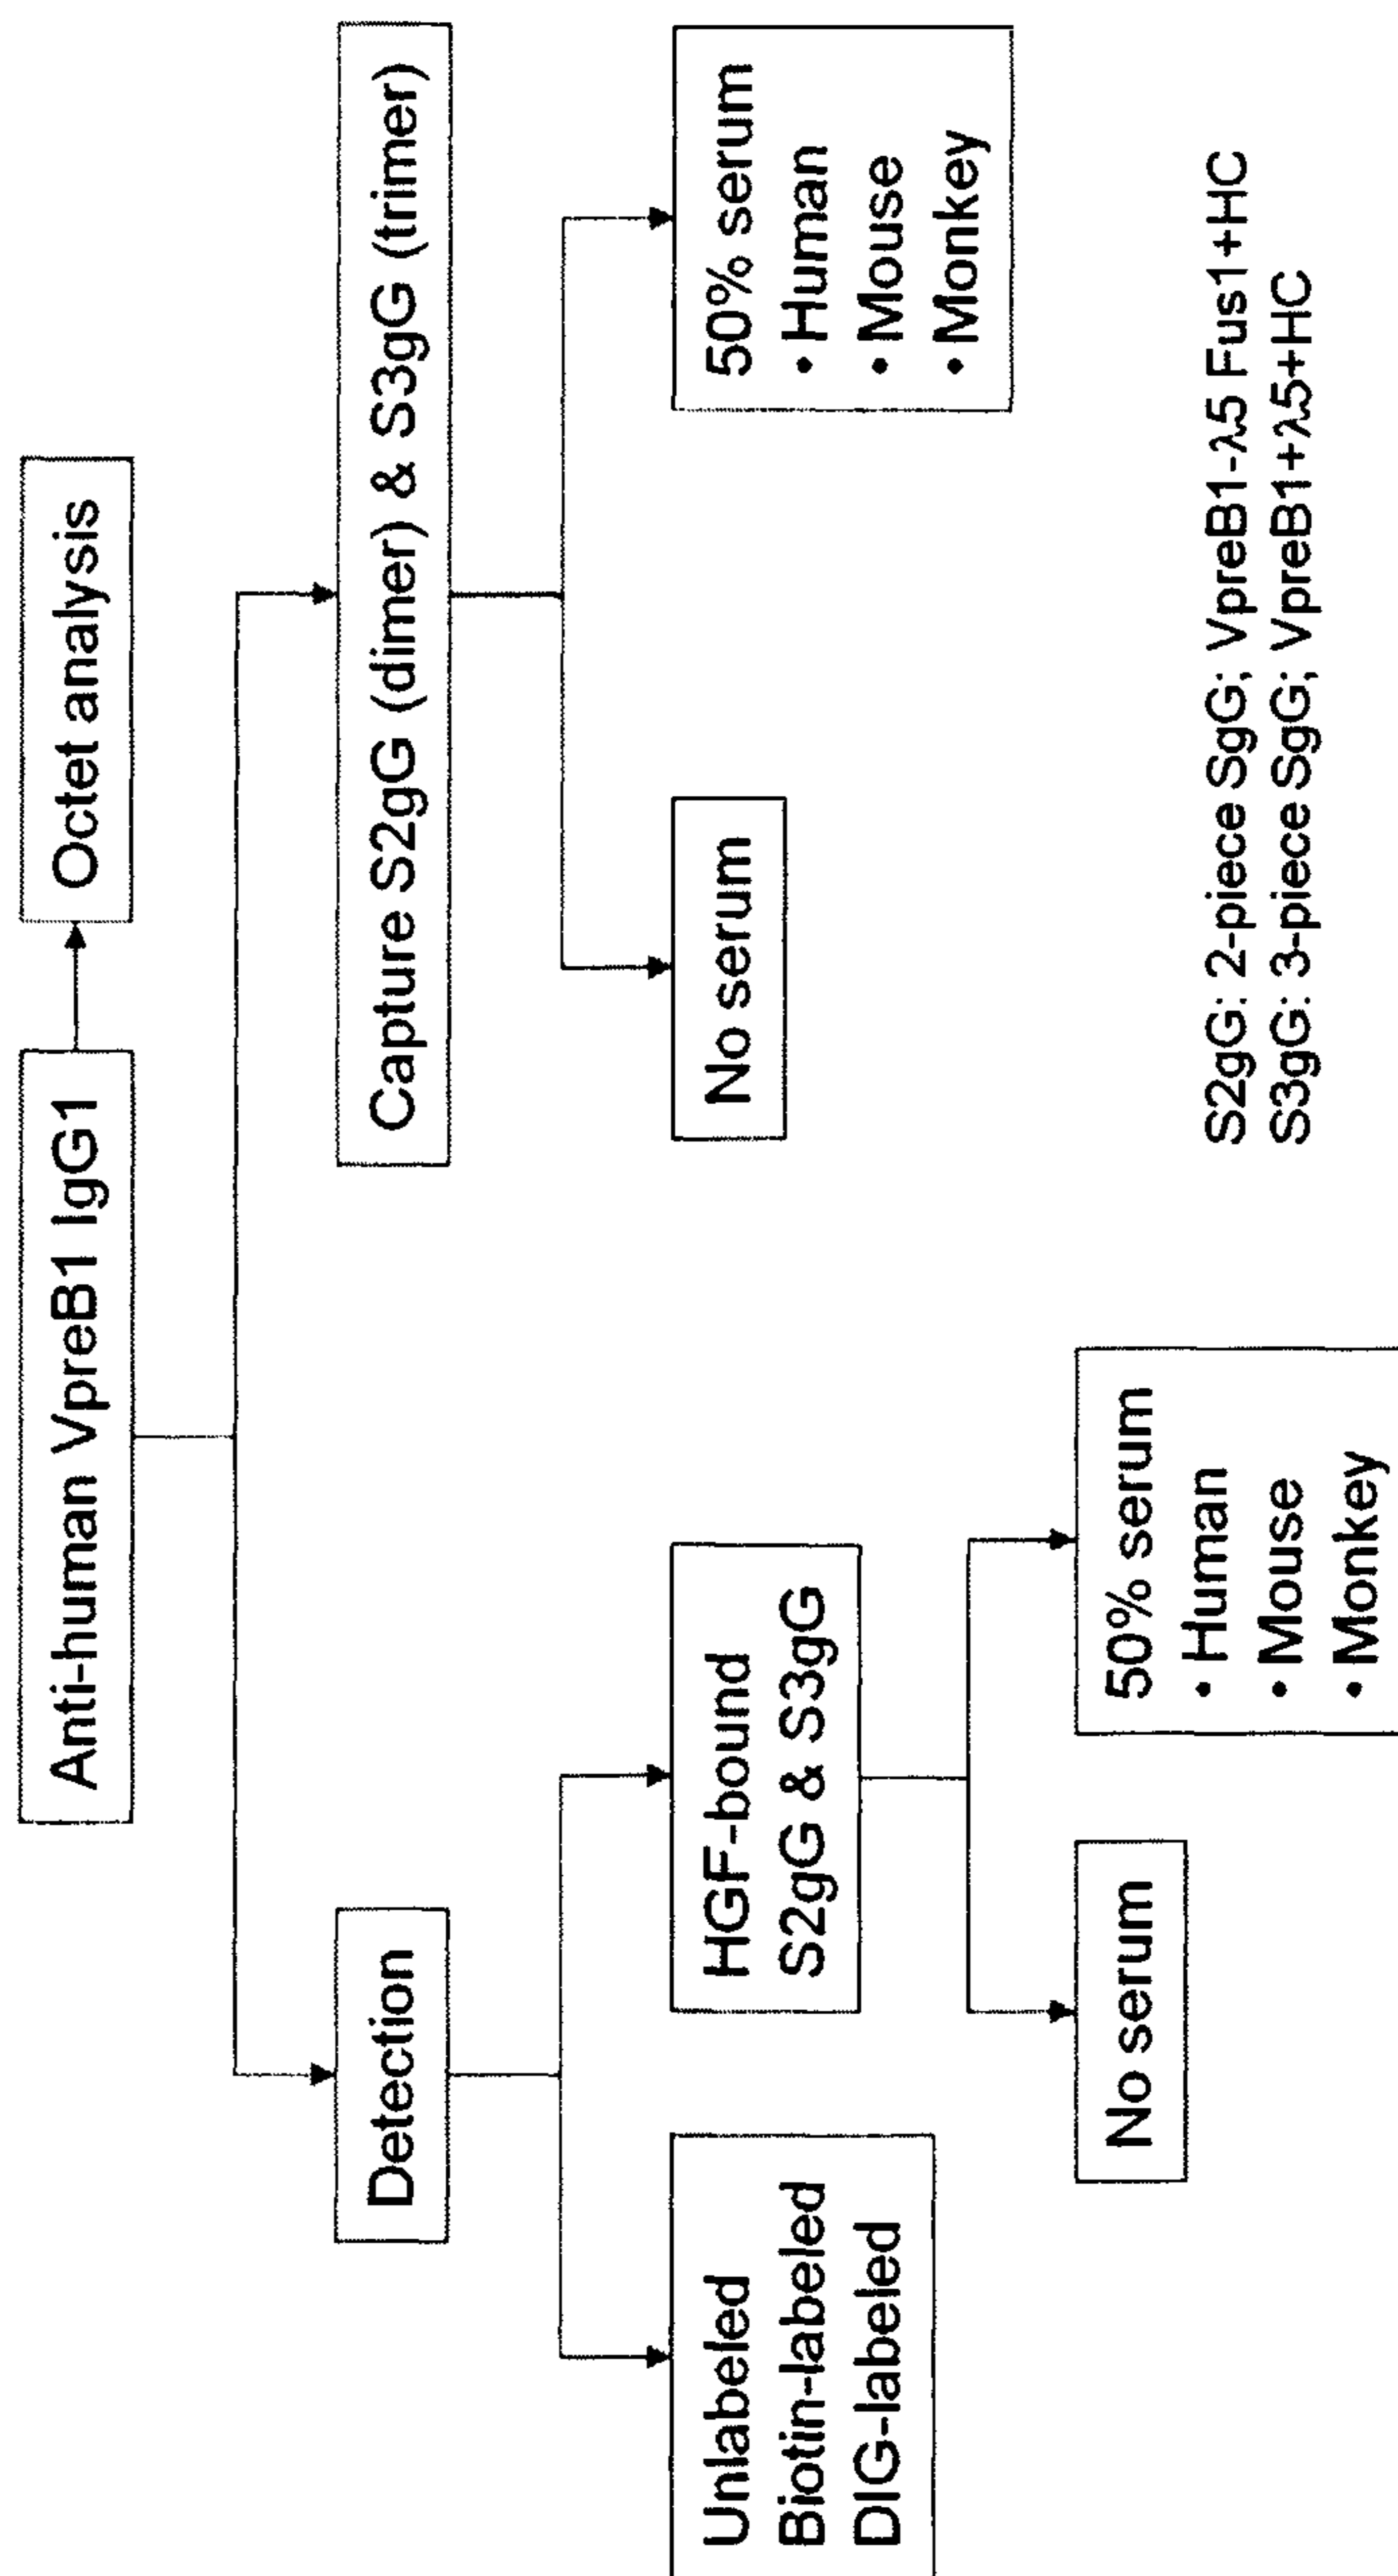 Anti-human VpreB1 IgG1
Octet analysis
Detection
Capture S2gG (dimer) & S3gG (trimer)
Unlabeled
Biotin-labeled
DIG-labeled
HGF-bound
S2gG & S3gG
No serum
50% serum
• Human
• Mouse
• Monkey
No serum
50% serum
• Human
• Mouse
• Monkey
S2gG: 2-piece SgG; VpreB1-λ5 Fus1+HC
S3gG: 3-piece SgG; VpreB1+λ5+HC